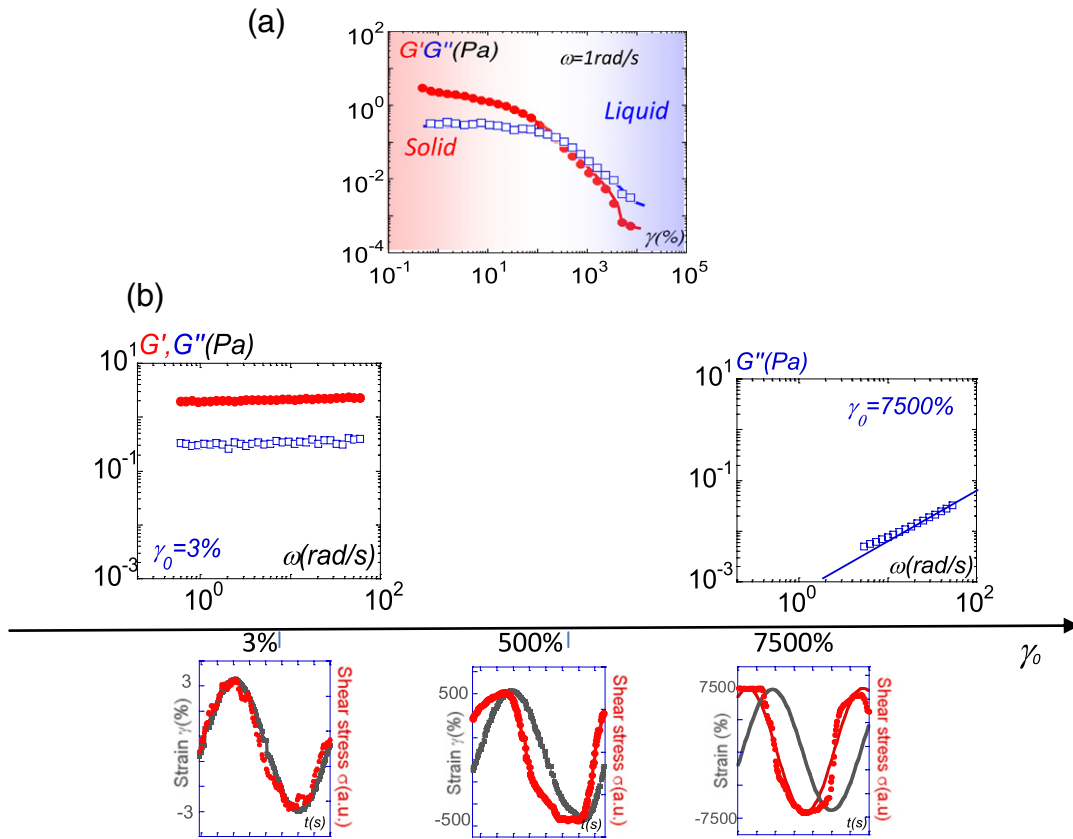 (a)
10²
G'G''(Pa)
ω=1rad/s
10⁰
Liquid
Solid
10⁻²
γ(%)
10⁻⁴
10⁻¹ 10¹ 10³ 10⁵
(b)
G',G''(Pa)
10¹
10⁻¹
γ₀=3%
ω(rad/s)
10⁻³
10⁰ 10²
G''(Pa)
10¹
γ₀=7500%
10⁻¹
ω(rad/s)
10⁻³
10⁰ 10²
3% 500% 7500%
γ₀
3
Strain γ(%)
-3
t(s)
Shear stress σ(a.u.)
500
Strain γ(%)
-500
t(s)
Shear stress σ(a.u.)
7500
Strain (%)
-7500
t(s)
Shear stress σ(a.u.)